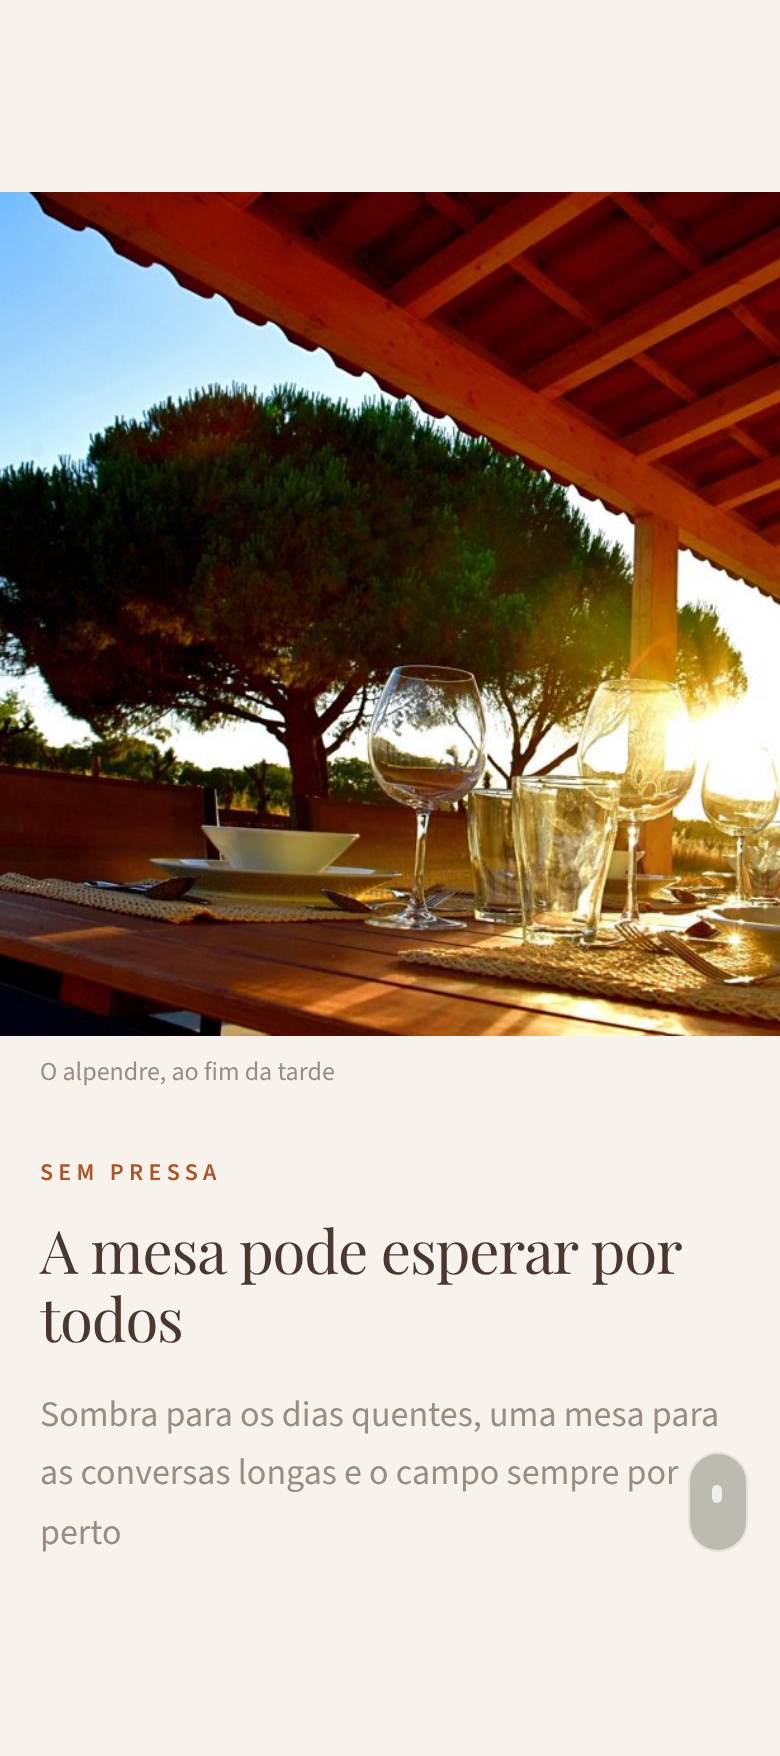 O alpendre, ao fim da tarde
SEM PRESSA
A mesa pode esperar por
todos
Sombra para os dias quentes, uma mesa para
as conversas longas e o campo sempre por
perto